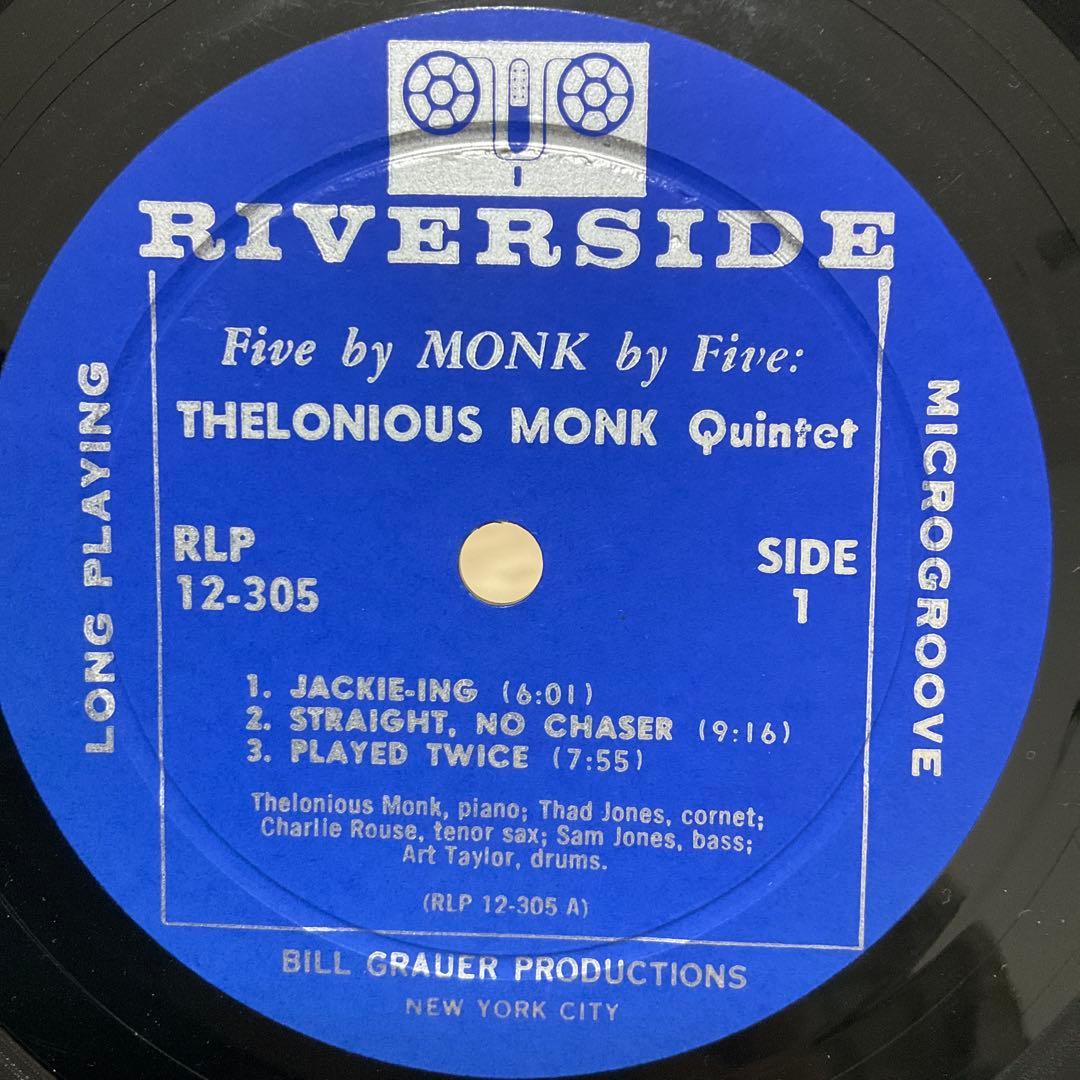 RIVERSIDE
Five by MONK by Five:
THELONIOUS MONK Quintet
LONG PLAYING
MICROGROOVE
RLP
12-305
SIDE
1
1. JACKIE-ING (6:01)
2. STRAIGHT, NO CHASER (9:16)
3. PLAYED TWICE (7:55)
Thelonious Monk, piano; Thad Jones, cornet;
Charlie Rouse, tenor sax; Sam Jones, bass;
Art Taylor, drums.
(RLP 12-305 A)
BILL GRAUER PRODUCTIONS
NEW YORK CITY